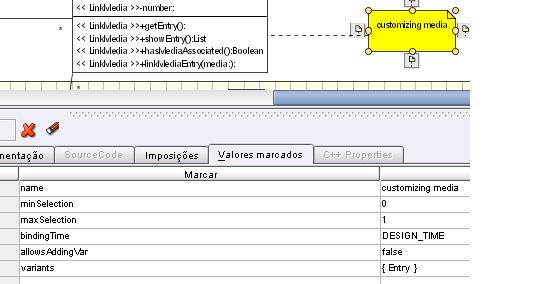 << LinkMedia >>-number:
<< LinkMedia >>+getEntry():
<< LinkMedia >>+showEntry():List
<< LinkMedia >>+hasMediaAssociated():Boolean
<< LinkMedia >>+linkMediaEntry(media:):
*
customizing media
*
mentação
SourceCode
Imposições
Valores marcados
C++ Properties
Marcar
name customizing media
minSelection 0
maxSelection 1
bindingTime DESIGN_TIME
allowsAddingVar false
variants { Entry }